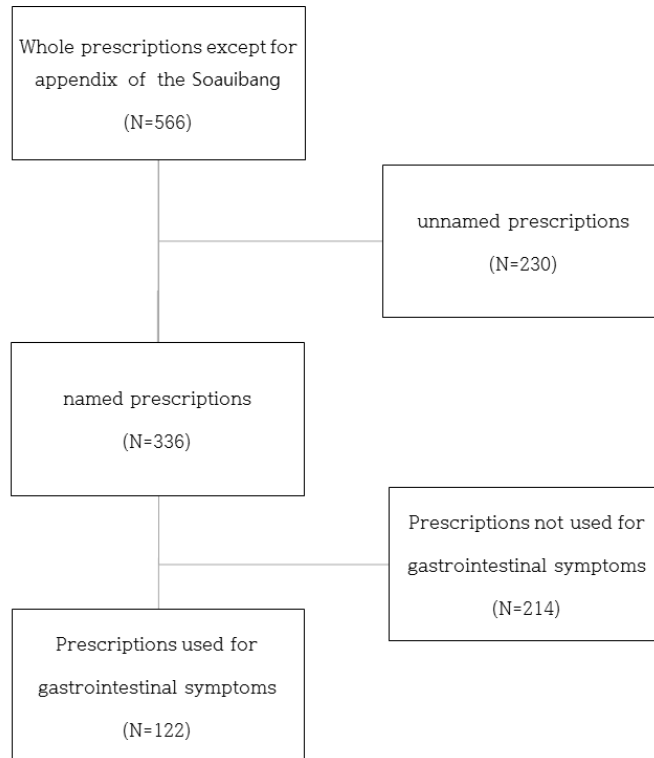 Whole prescriptions except for
appendix of the Soauibang
(N=566)
unnamed prescriptions
(N=230)
named prescriptions
(N=336)
Prescriptions not used for
gastrointestinal symptoms
(N=214)
Prescriptions used for
gastrointestinal symptoms
(N=122)